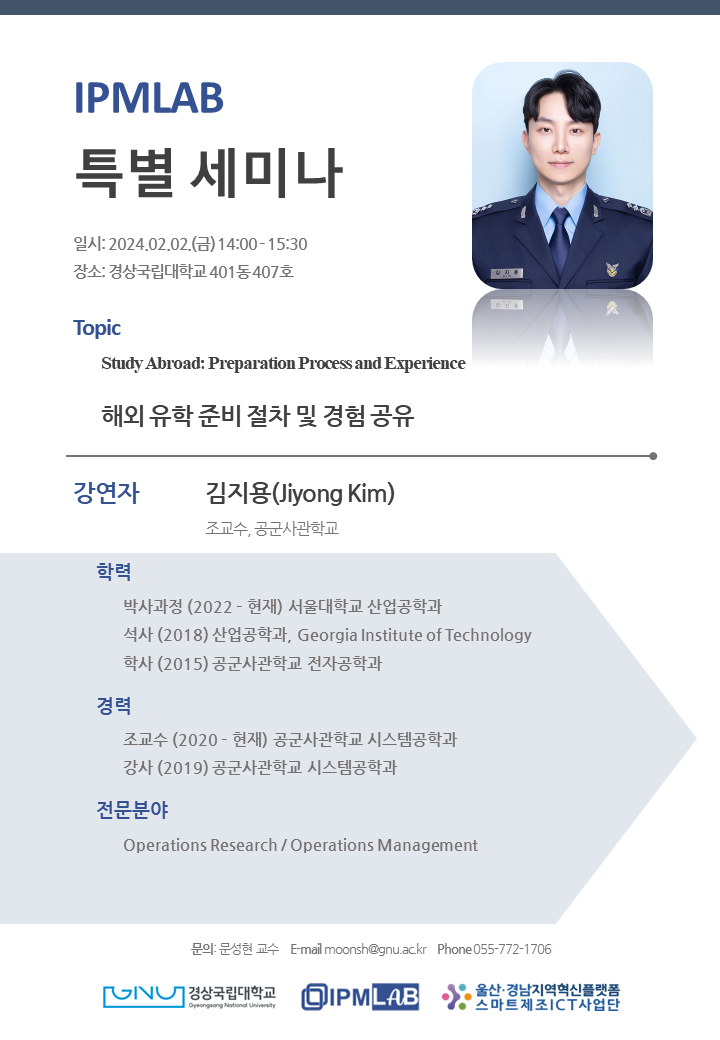 IPMLAB
특별 세미나
일시: 2024.02.02.(금) 14:00 - 15:30
장소: 경상국립대학교 401동 407호
김지용
Topic
Study Abroad: Preparation Process and Experience
해외 유학 준비 절차 및 경험 공유
강연자 김지용(Jiyong Kim)
조교수, 공군사관학교
학력
박사과정 (2022 - 현재) 서울대학교 산업공학과
석사 (2018) 산업공학과, Georgia Institute of Technology
학사 (2015) 공군사관학교 전자공학과
경력
조교수 (2020 - 현재) 공군사관학교 시스템공학과
강사 (2019) 공군사관학교 시스템공학과
전문분야
Operations Research / Operations Management
문의: 문성현 교수 E-mail moonsh@gnu.ac.kr Phone 055-772-1706
GNU 경상국립대학교
Gyeongsang National University
IPMLAB
울산·경남지역혁신플랫폼
스마트제조ICT사업단